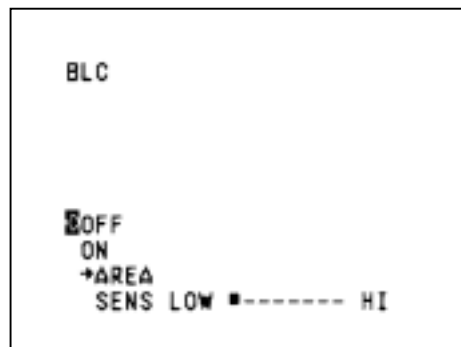 BLC
OFF
ON
→AREA
SENS LOW ■------- HI